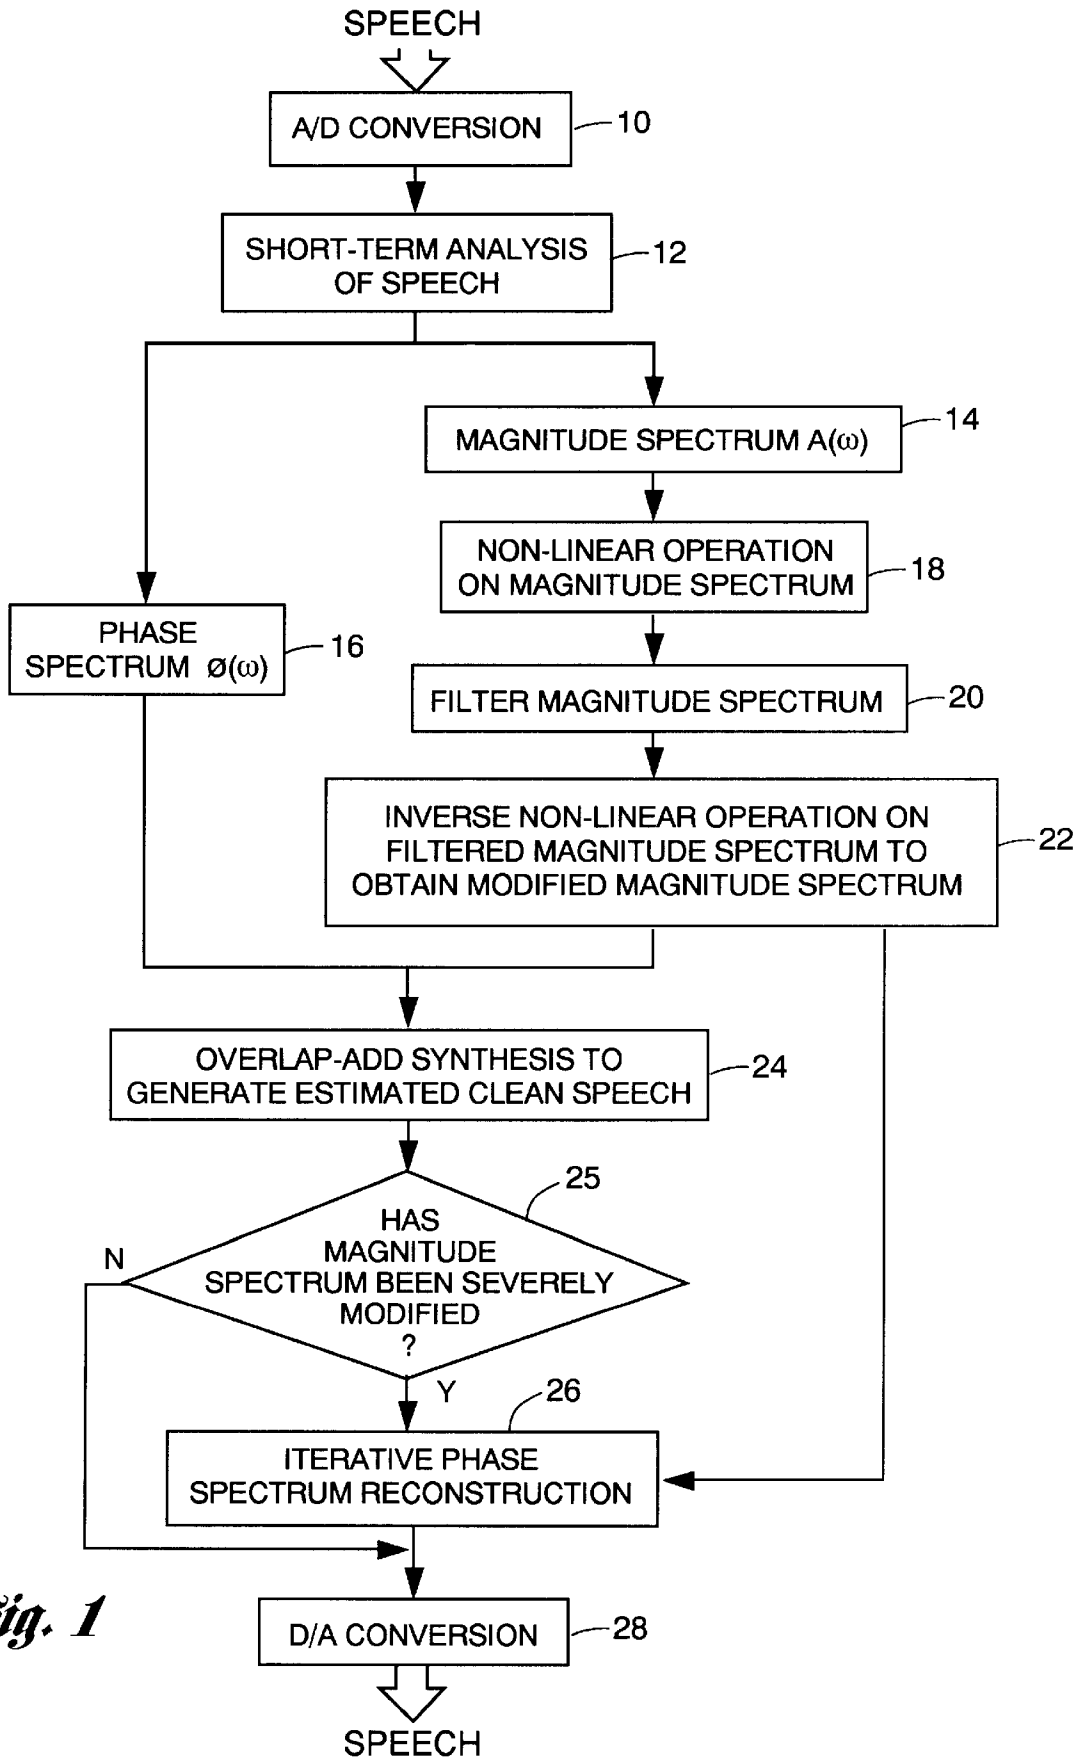 SPEECH
A/D CONVERSION
10
SHORT-TERM ANALYSIS
OF SPEECH
12
MAGNITUDE SPECTRUM A(ω)
14
NON-LINEAR OPERATION
ON MAGNITUDE SPECTRUM
18
PHASE
SPECTRUM ø(ω)
16
FILTER MAGNITUDE SPECTRUM
20
INVERSE NON-LINEAR OPERATION ON
FILTERED MAGNITUDE SPECTRUM TO
OBTAIN MODIFIED MAGNITUDE SPECTRUM
22
OVERLAP-ADD SYNTHESIS TO
GENERATE ESTIMATED CLEAN SPEECH
24
25
HAS
MAGNITUDE
SPECTRUM BEEN SEVERELY
MODIFIED
?
N
Y
26
ITERATIVE PHASE
SPECTRUM RECONSTRUCTION
Fig. 1
D/A CONVERSION
28
SPEECH